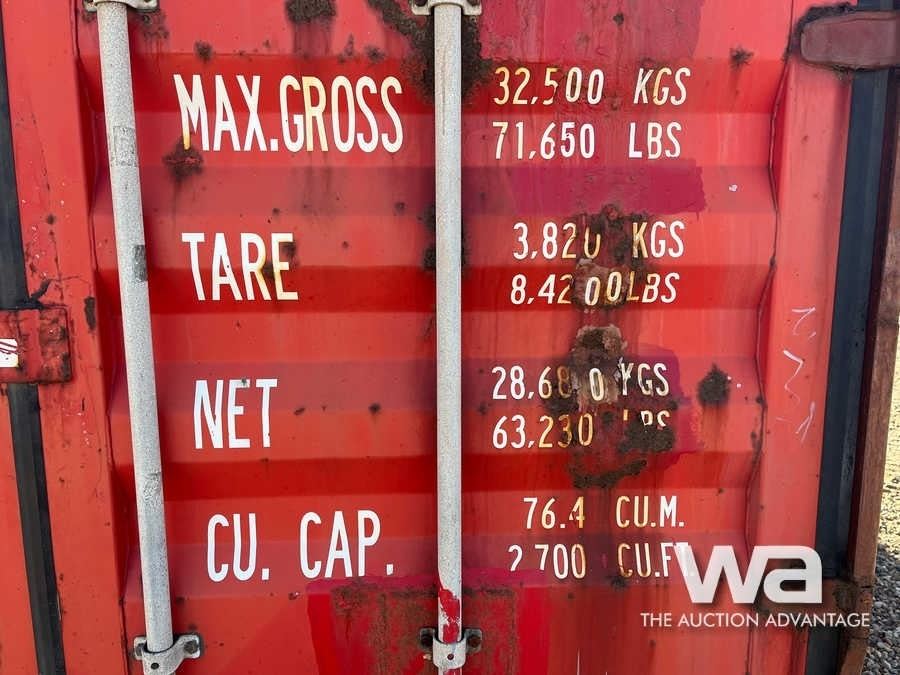 MAX.GROSS 32,500 KGS
71,650 LBS
TARE 3,820 KGS
8,420 LBS
NET 28,680 KGS
63,230 LBS
CU. CAP. 76.4 CU.M.
2,700 CU.FT.
wa
THE AUCTION ADVANTAGE